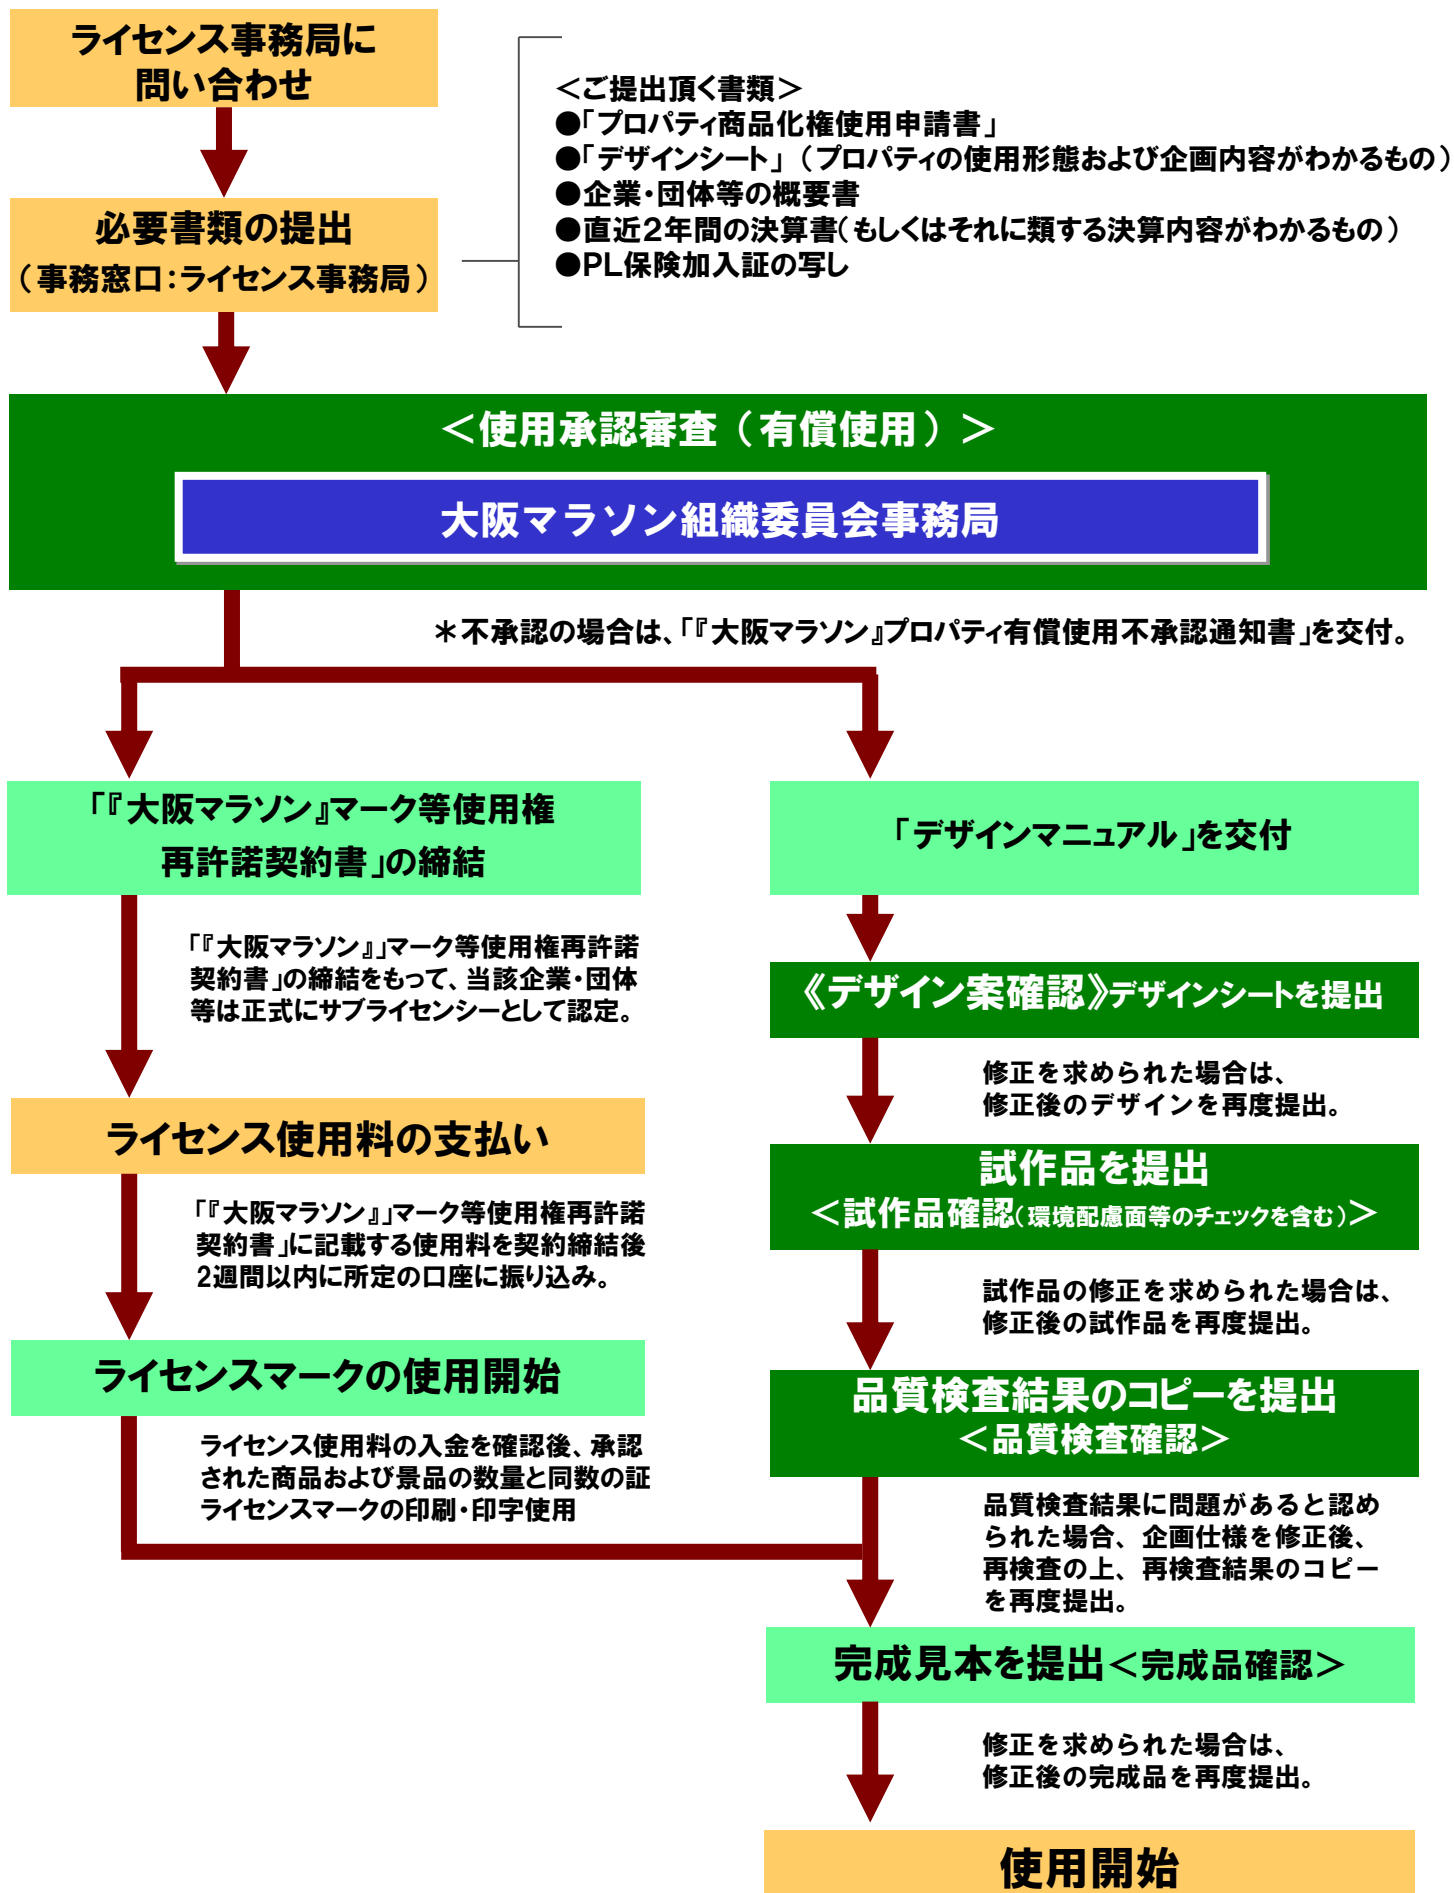 ライセンス事務局に
問い合わせ
必要書類の提出
（事務窓口：ライセンス事務局）
＜ご提出頂く書類＞
●「プロパティ商品化権使用申請書」
●「デザインシート」（プロパティの使用形態および企画内容がわかるもの）
●企業・団体等の概要書
●直近２年間の決算書（もしくはそれに類する決算内容がわかるもの）
●PL保険加入証の写し
＜使用承認審査（有償使用）＞
大阪マラソン組織委員会事務局
＊不承認の場合は、「『大阪マラソン』プロパティ有償使用不承認通知書」を交付。
「『大阪マラソン』マーク等使用権
再許諾契約書」の締結
「『大阪マラソン』」マーク等使用権再許諾
契約書」の締結をもって、当該企業・団体
等は正式にサブライセンシーとして認定。
ライセンス使用料の支払い
「『大阪マラソン』」マーク等使用権再許諾
契約書」に記載する使用料を契約締結後
2週間以内に所定の口座に振り込み。
ライセンスマークの使用開始
ライセンス使用料の入金を確認後、承認
された商品および景品の数量と同数の証
ライセンスマークの印刷・印字使用
「デザインマニュアル」を交付
《デザイン案確認》デザインシートを提出
修正を求められた場合は、
修正後のデザインを再度提出。
試作品を提出
＜試作品確認（環境配慮面等のチェックを含む）＞
試作品の修正を求められた場合は、
修正後の試作品を再度提出。
品質検査結果のコピーを提出
＜品質検査確認＞
品質検査結果に問題があると認め
られた場合、企画仕様を修正後、
再検査の上、再検査結果のコピー
を再度提出。
完成見本を提出＜完成品確認＞
修正を求められた場合は、
修正後の完成品を再度提出。
使用開始